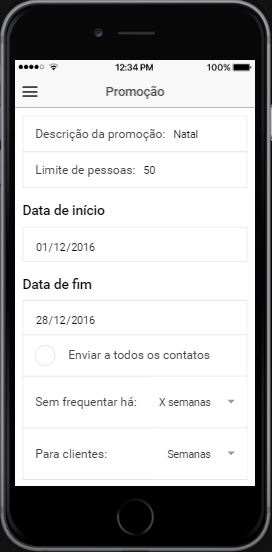 12:34 PM
100%
Promoção
Descrição da promoção: Natal
Limite de pessoas: 50
Data de início
01/12/2016
Data de fim
28/12/2016
Enviar a todos os contatos
Sem frequentar há: X semanas
Para clientes: Semanas